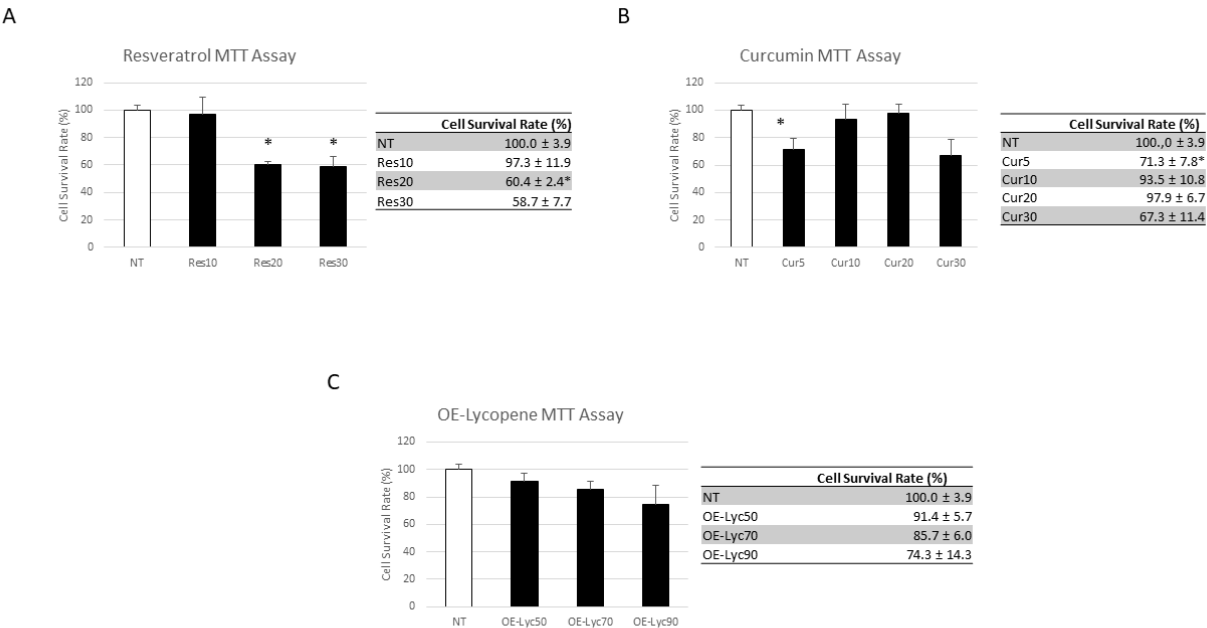 A
Resveratrol MTT Assay
Cell Survival Rate (%)
120
100
80
60
40
20
0
* *
NT Res10 Res20 Res30
Cell Survival Rate (%)
NT 100.0 ± 3.9
Res10 97.3 ± 11.9
Res20 60.4 ± 2.4*
Res30 58.7 ± 7.7
B
Curcumin MTT Assay
Cell Survival Rate (%)
120
100
80
60
40
20
0
*
NT Cur5 Cur10 Cur20 Cur30
Cell Survival Rate (%)
NT 100.,0 ± 3.9
Cur5 71.3 ± 7.8*
Cur10 93.5 ± 10.8
Cur20 97.9 ± 6.7
Cur30 67.3 ± 11.4
C
OE-Lycopene MTT Assay
Cell Survival Rate (%)
120
100
80
60
40
20
0
NT OE-Lyc50 OE-Lyc70 OE-Lyc90
Cell Survival Rate (%)
NT 100.0 ± 3.9
OE-Lyc50 91.4 ± 5.7
OE-Lyc70 85.7 ± 6.0
OE-Lyc90 74.3 ± 14.3